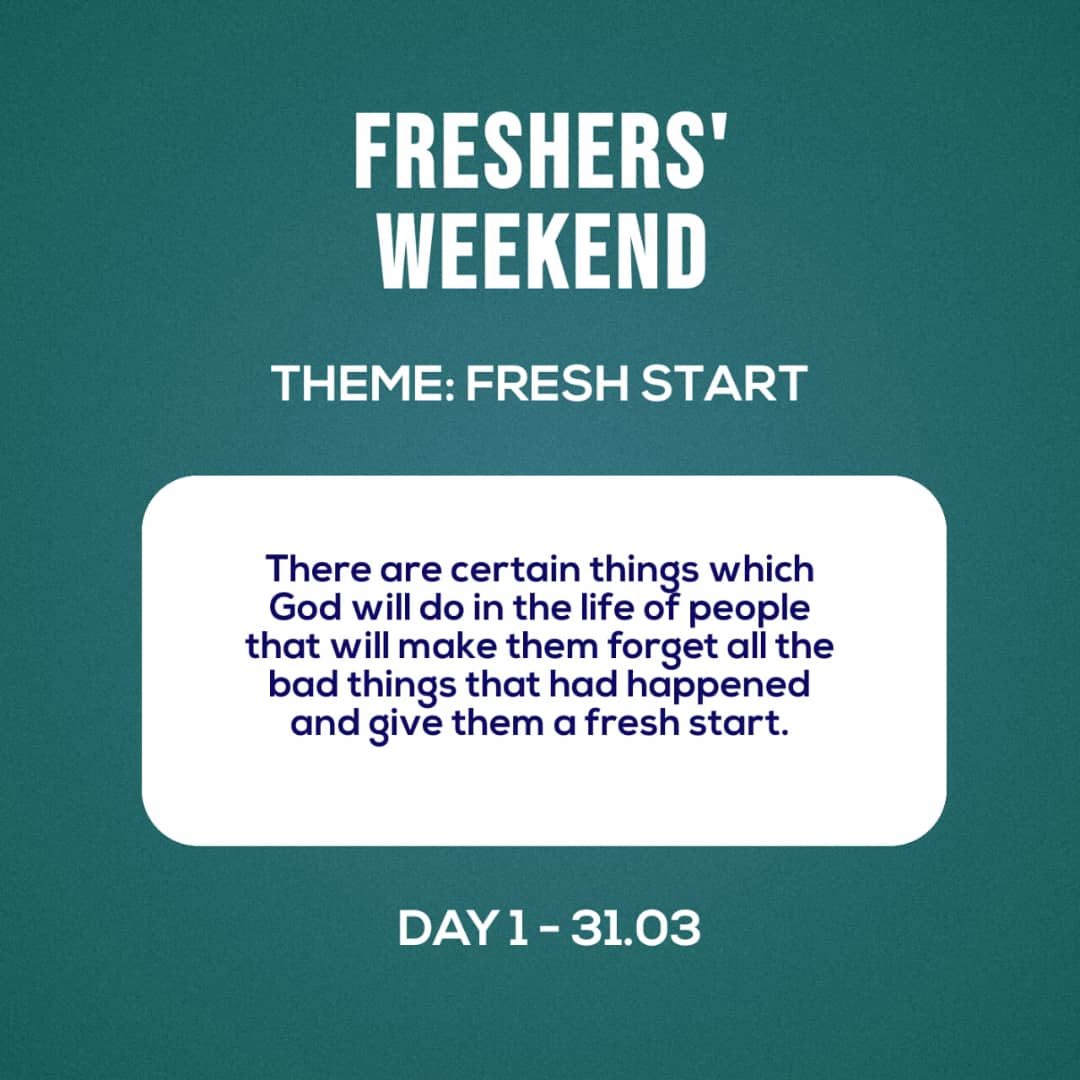 FRESHERS'
WEEKEND
THEME: FRESH START
There are certain things which
God will do in the life of people
that will make them forget all the
bad things that had happened
and give them a fresh start.
DAY 1 - 31.03